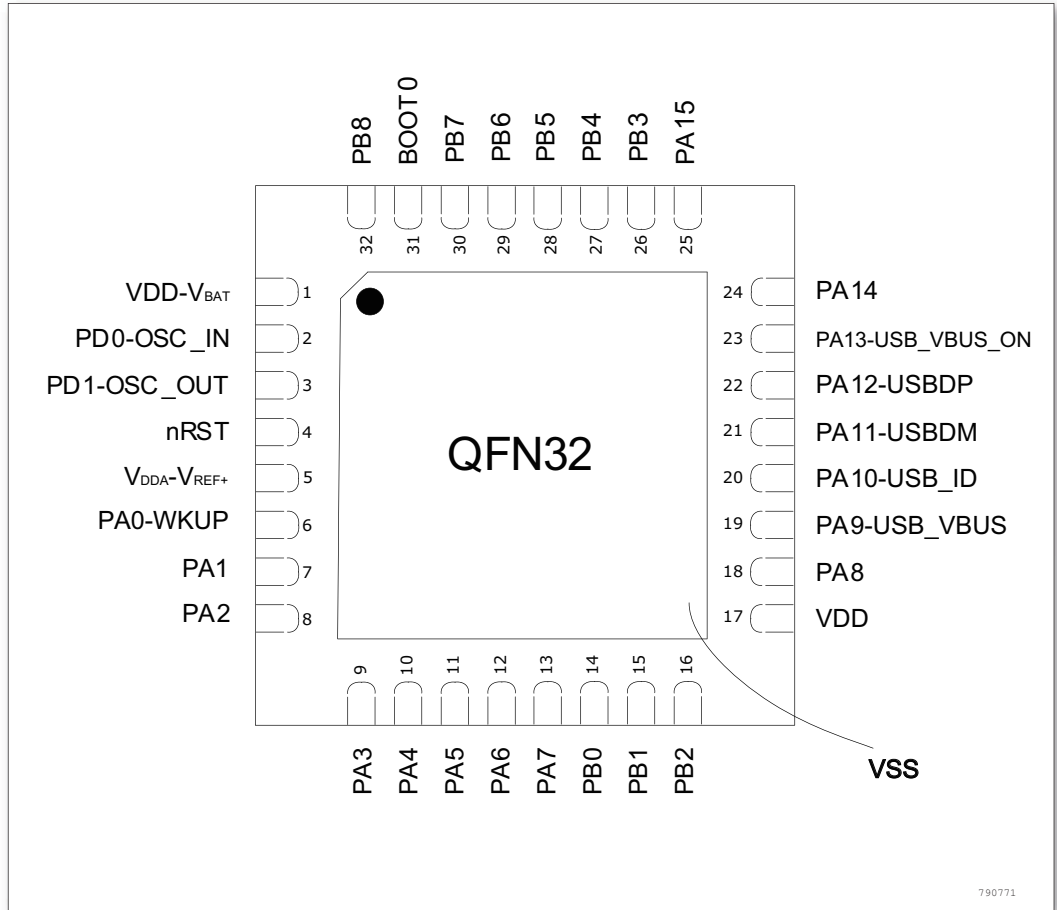 PB8
BOOT0
PB7
PB6
PB5
PB4
PB3
PA15
32
31
30
29
28
27
26
25
VDD-VBAT
1
PD0-OSC_IN
2
PD1-OSC_OUT
3
nRST
4
VDDA-VREF+
5
PA0-WKUP
6
PA1
7
PA2
8
QFN32
24
PA14
23
PA13-USB_VBUS_ON
22
PA12-USBDP
21
PA11-USBDM
20
PA10-USB_ID
19
PA9-USB_VBUS
18
PA8
17
VDD
9
10
11
12
13
14
15
16
PA3
PA4
PA5
PA6
PA7
PB0
PB1
PB2
VSS
790771